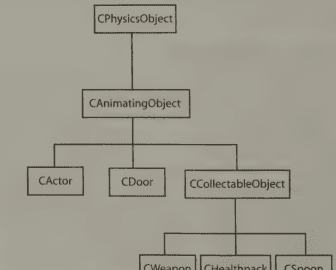 CPhysicsObject
CAnimatingObject
CActor CDoor CCollectableObject
CWeapon CHealthpack CSpoon